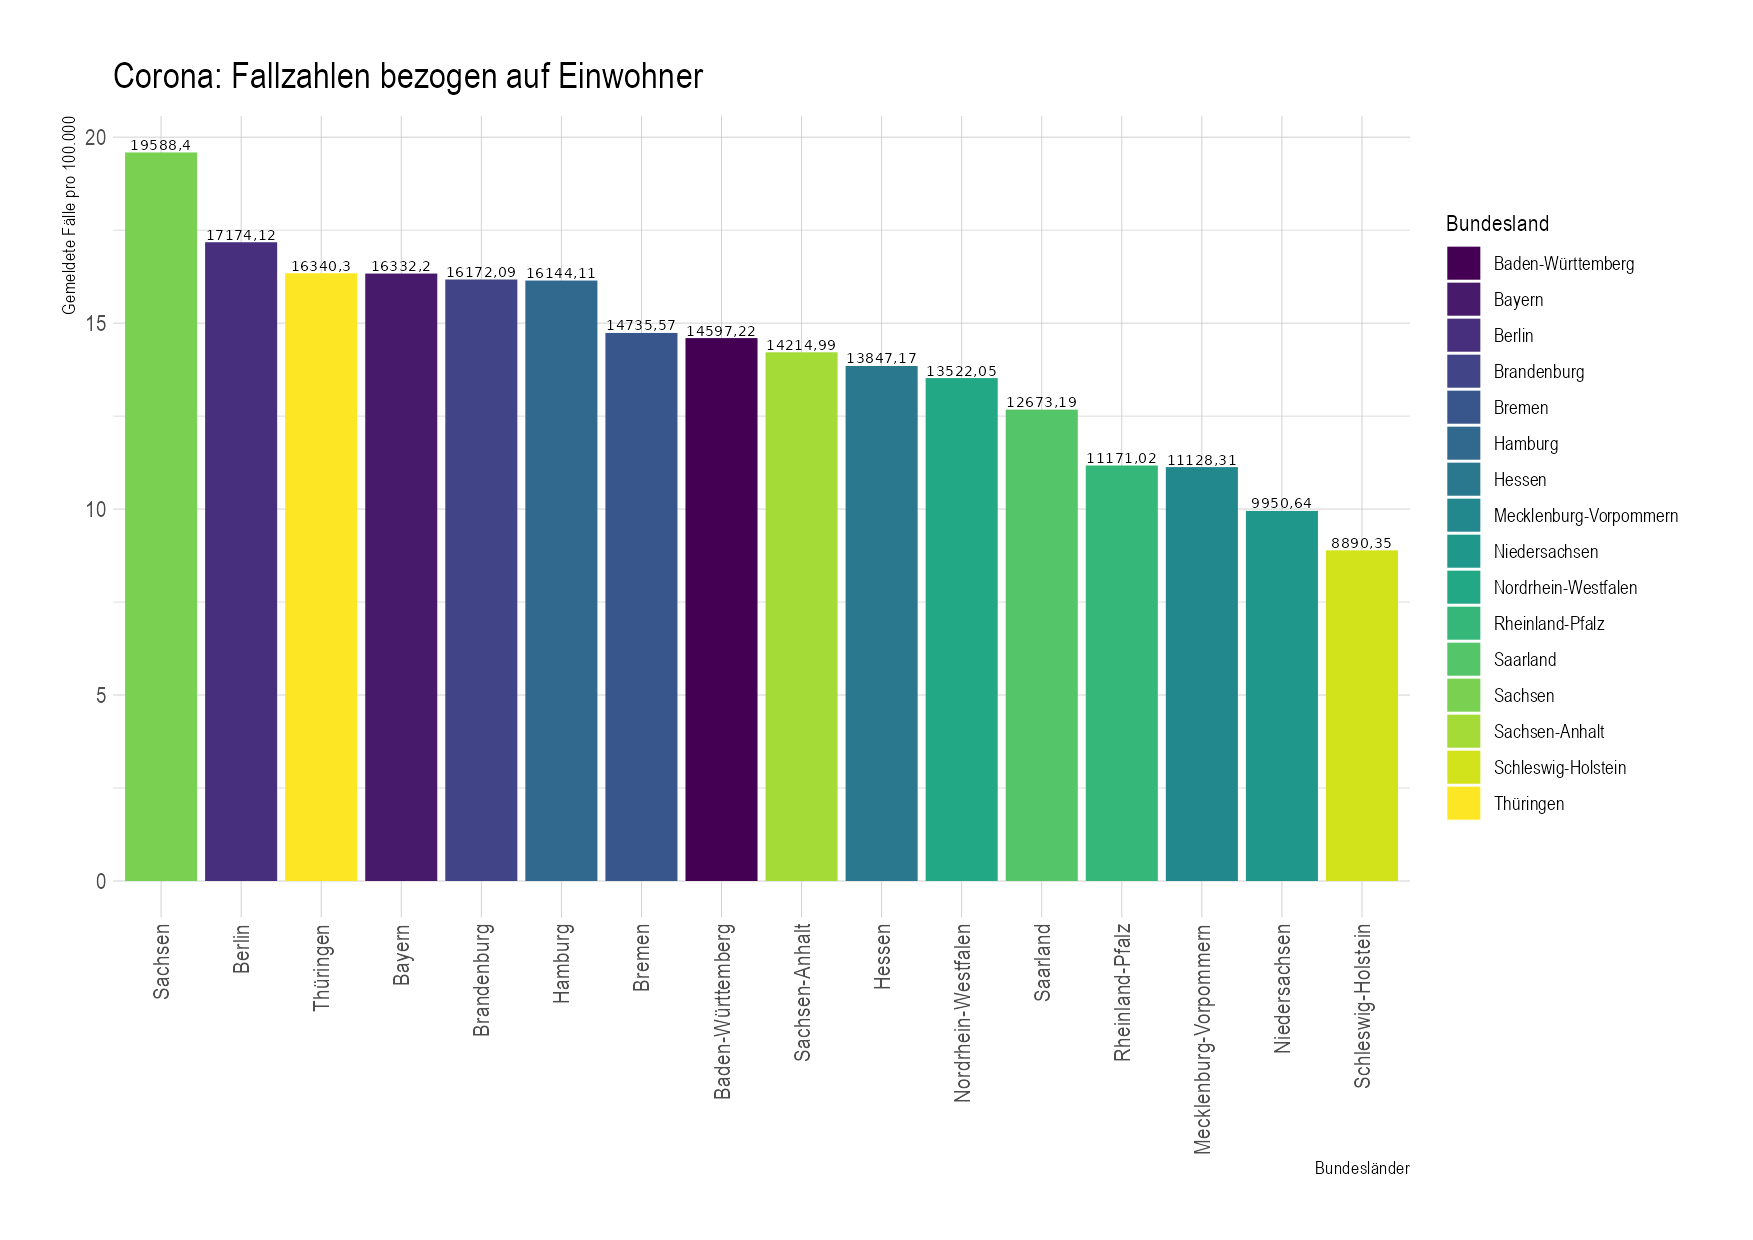 Corona: Fallzahlen bezogen auf Einwohner
Gemeldete Fälle pro 100.000
20
15
10
5
0
19588,4
17174,12
16340,3
16332,2
16172,09
16144,11
14735,57
14597,22
14214,99
13847,17
13522,05
12673,19
11171,02
11128,31
9950,64
8890,35
Sachsen
Berlin
Thüringen
Bayern
Brandenburg
Hamburg
Bremen
Baden-Württemberg
Sachsen-Anhalt
Hessen
Nordrhein-Westfalen
Saarland
Rheinland-Pfalz
Mecklenburg-Vorpommern
Niedersachsen
Schleswig-Holstein
Bundesländer
Bundesland
Baden-Württemberg
Bayern
Berlin
Brandenburg
Bremen
Hamburg
Hessen
Mecklenburg-Vorpommern
Niedersachsen
Nordrhein-Westfalen
Rheinland-Pfalz
Saarland
Sachsen
Sachsen-Anhalt
Schleswig-Holstein
Thüringen